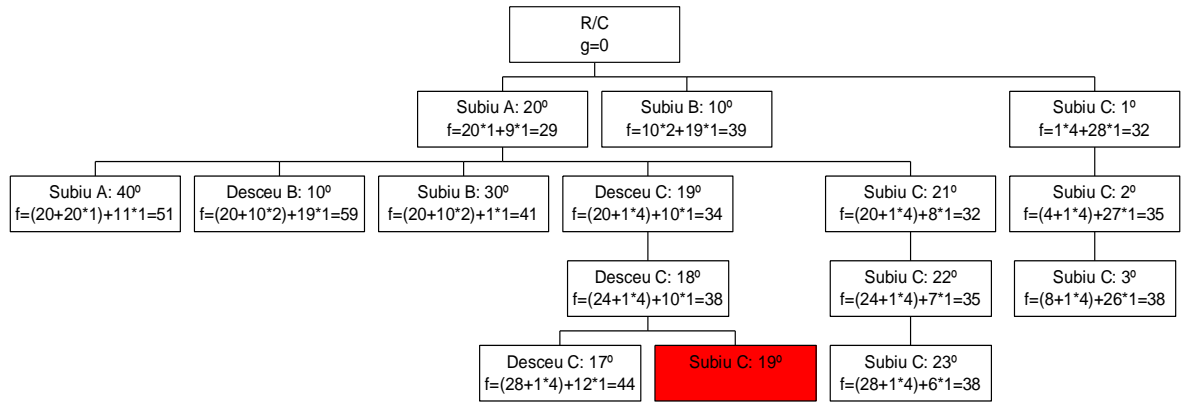 R/C
g=0
Subiu A: 20º
f=20*1+9*1=29
Subiu B: 10º
f=10*2+19*1=39
Subiu C: 1º
f=1*4+28*1=32
Subiu A: 40º
f=(20+20*1)+11*1=51
Desceu B: 10º
f=(20+10*2)+19*1=59
Subiu B: 30º
f=(20+10*2)+1*1=41
Desceu C: 19º
f=(20+1*4)+10*1=34
Subiu C: 21º
f=(20+1*4)+8*1=32
Subiu C: 2º
f=(4+1*4)+27*1=35
Desceu C: 18º
f=(24+1*4)+10*1=38
Subiu C: 22º
f=(24+1*4)+7*1=35
Subiu C: 3º
f=(8+1*4)+26*1=38
Desceu C: 17º
f=(28+1*4)+12*1=44
Subiu C: 19º
Subiu C: 23º
f=(28+1*4)+6*1=38